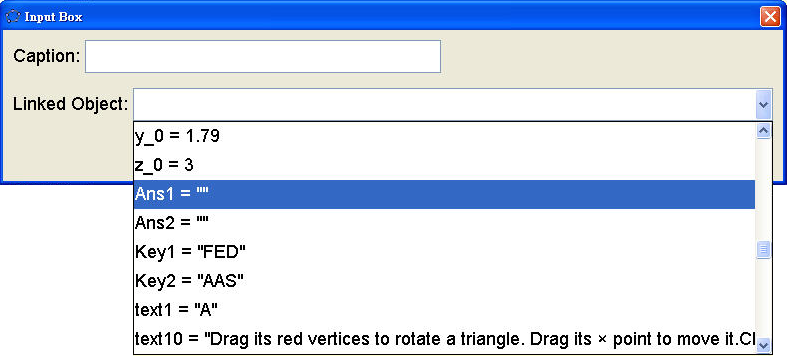 Input Box
Caption:
Linked Object:
y_0 = 1.79
z_0 = 3
Ans1 = ""
Ans2 = ""
Key1 = "FED"
Key2 = "AAS"
text1 = "A"
text10 = "Drag its red vertices to rotate a triangle. Drag its × point to move it.Cl